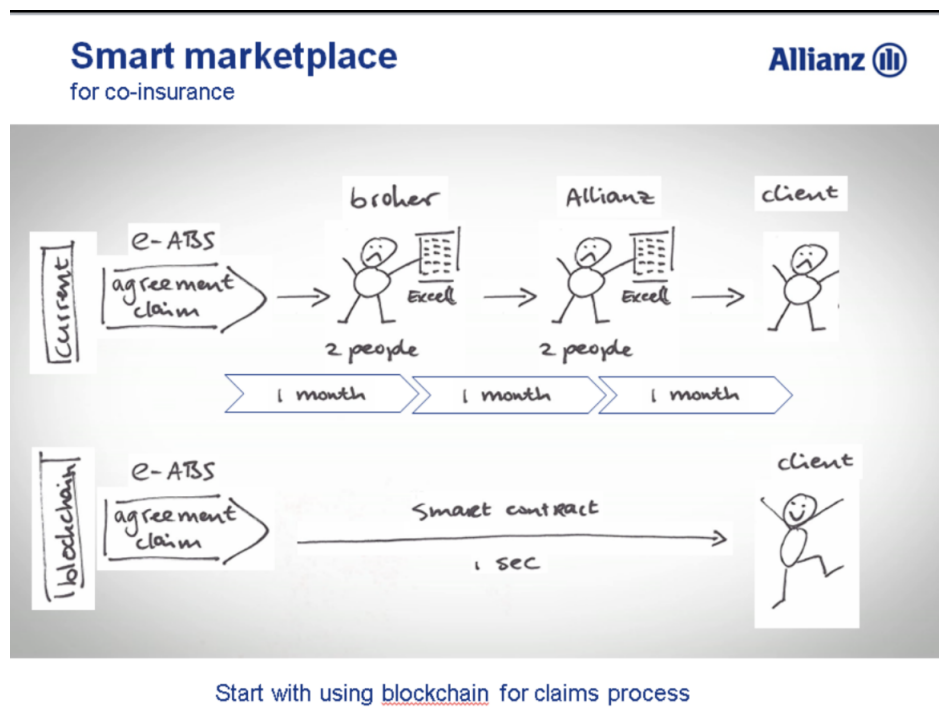 Smart marketplace
for co-insurance
Allianz
broker
Allianz
client
current
e-ABS
agreement
claim
Excell
Excell
2 people
2 people
1 month
1 month
1 month
blockchain
e-ABS
agreement
claim
smart contract
1 sec
client
Start with using blockchain for claims process